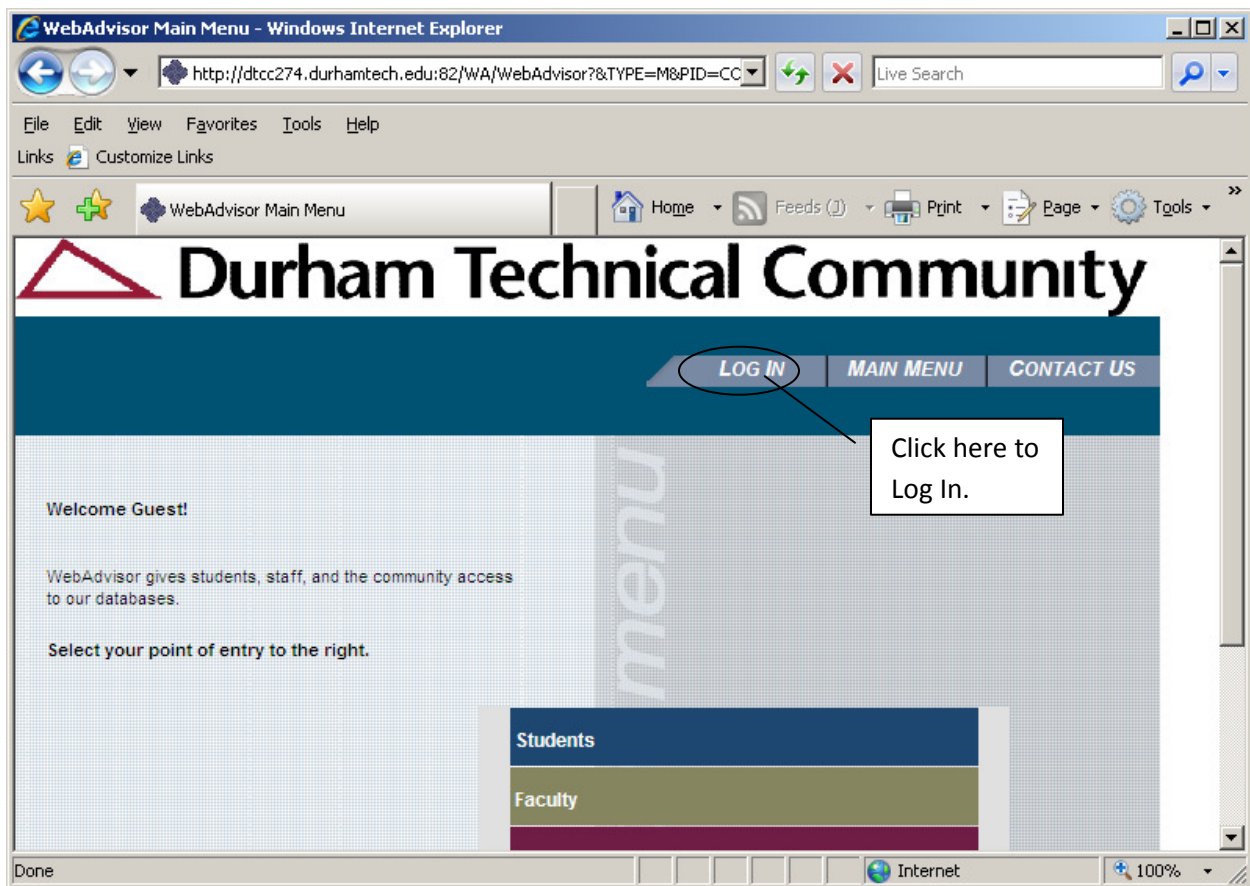 WebAdvisor Main Menu - Windows Internet Explorer
http://dtcc274.durhamtech.edu:82/WA/WebAdvisor?&TYPE=M&PID=CC
Live Search
File Edit View Favorites Tools Help
Links Customize Links
WebAdvisor Main Menu
Home Feeds (J) Print Page Tools »
Durham Technical Community
LOG IN MAIN MENU CONTACT US
Click here to
Log In.
menu
Welcome Guest!
WebAdvisor gives students, staff, and the community access
to our databases.
Select your point of entry to the right.
Students
Faculty
Done Internet 100%